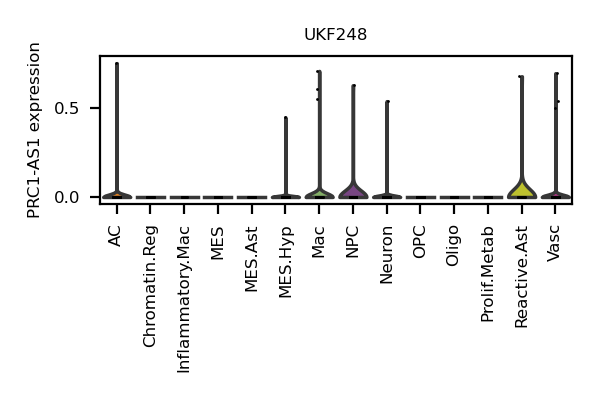 UKF248
PRC1-AS1 expression
0.5
0.0
AC
Chromatin.Reg
Inflammatory.Mac
MES
MES.Ast
MES.Hyp
Mac
NPC
Neuron
OPC
Oligo
Prolif.Metab
Reactive.Ast
Vasc